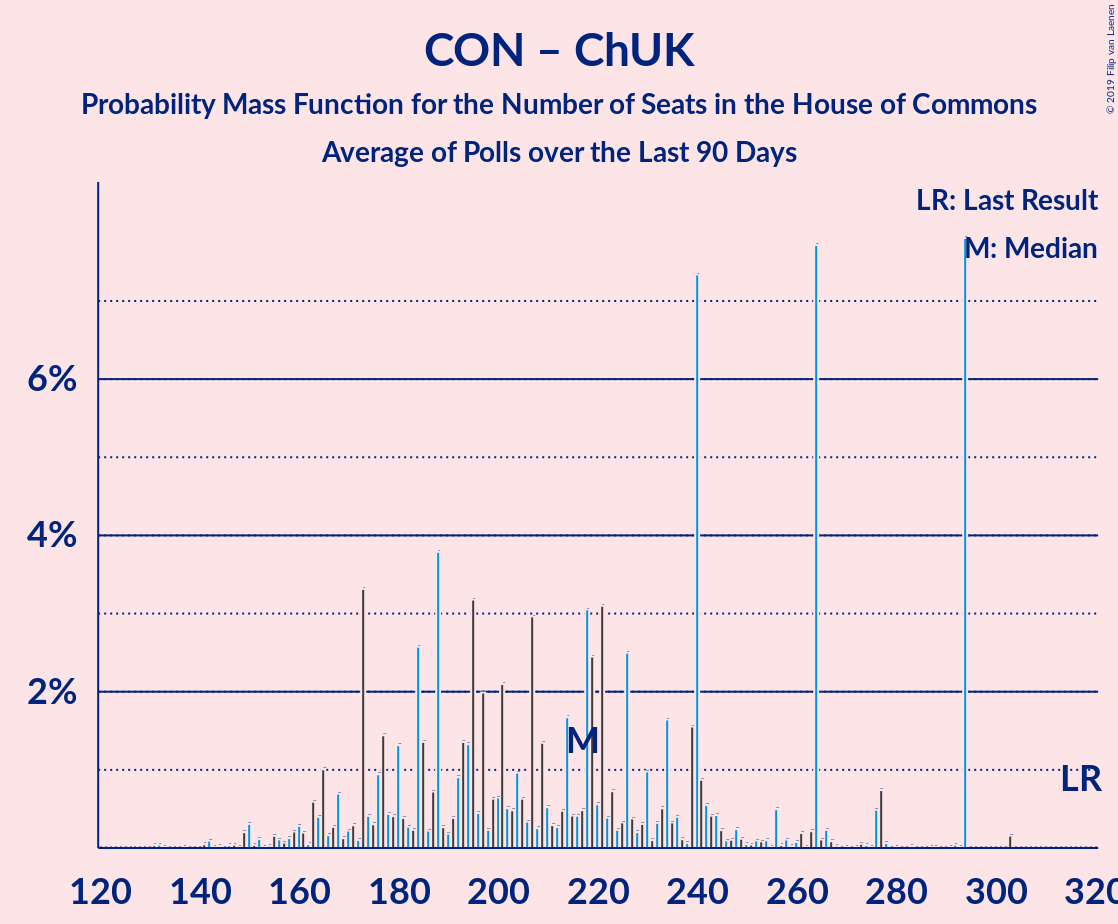 CON – ChUK
Probability Mass Function for the Number of Seats in the House of Commons
Average of Polls over the Last 90 Days
© 2019 Filip van Laenen
LR: Last Result
M: Median
6%
4%
2%
M
LR
120 140 160 180 200 220 240 260 280 300 320